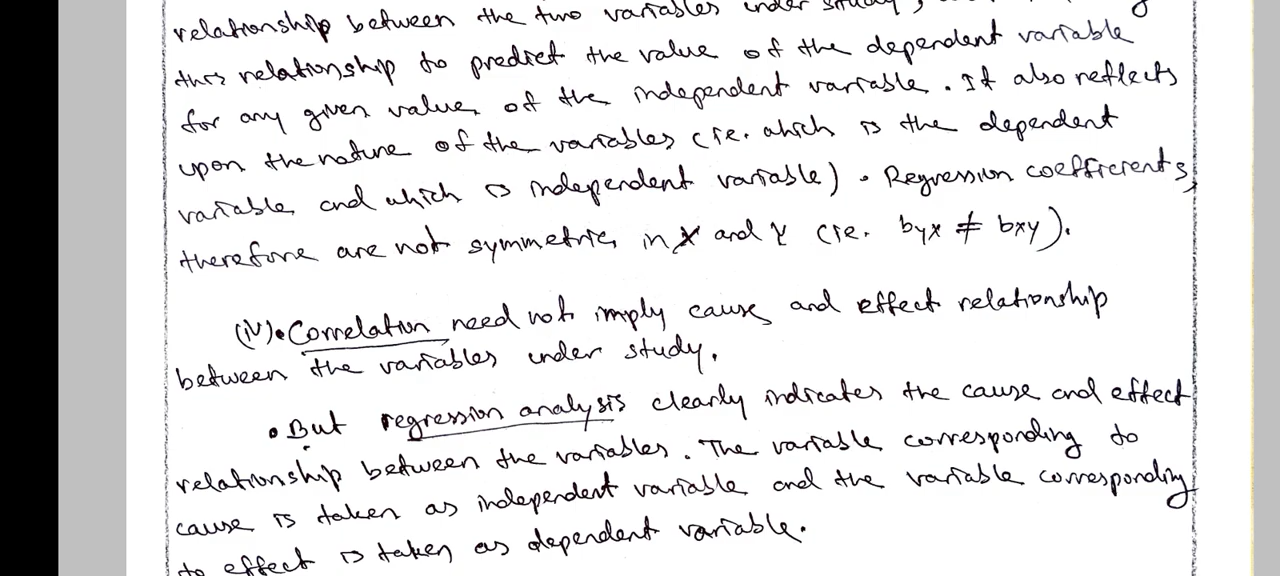 relationship between the two variables under study,
this relationship to predict the value of the dependent variable
for any given value of the independent variable. It also reflects
upon the nature of the variables (ie. which is the dependent
variable and which is independent variable). Regression coefficients,
therefore are not symmetric in X and Y (ie. byx ≠ bxy).
(iv). Correlation need not imply cause and effect relationship
between the variables under study.
• But regression analysis clearly indicates the cause and effect
relationship between the variables. The variable corresponding to
cause is taken as independent variable and the variable corresponding
to effect is taken as dependent variable.